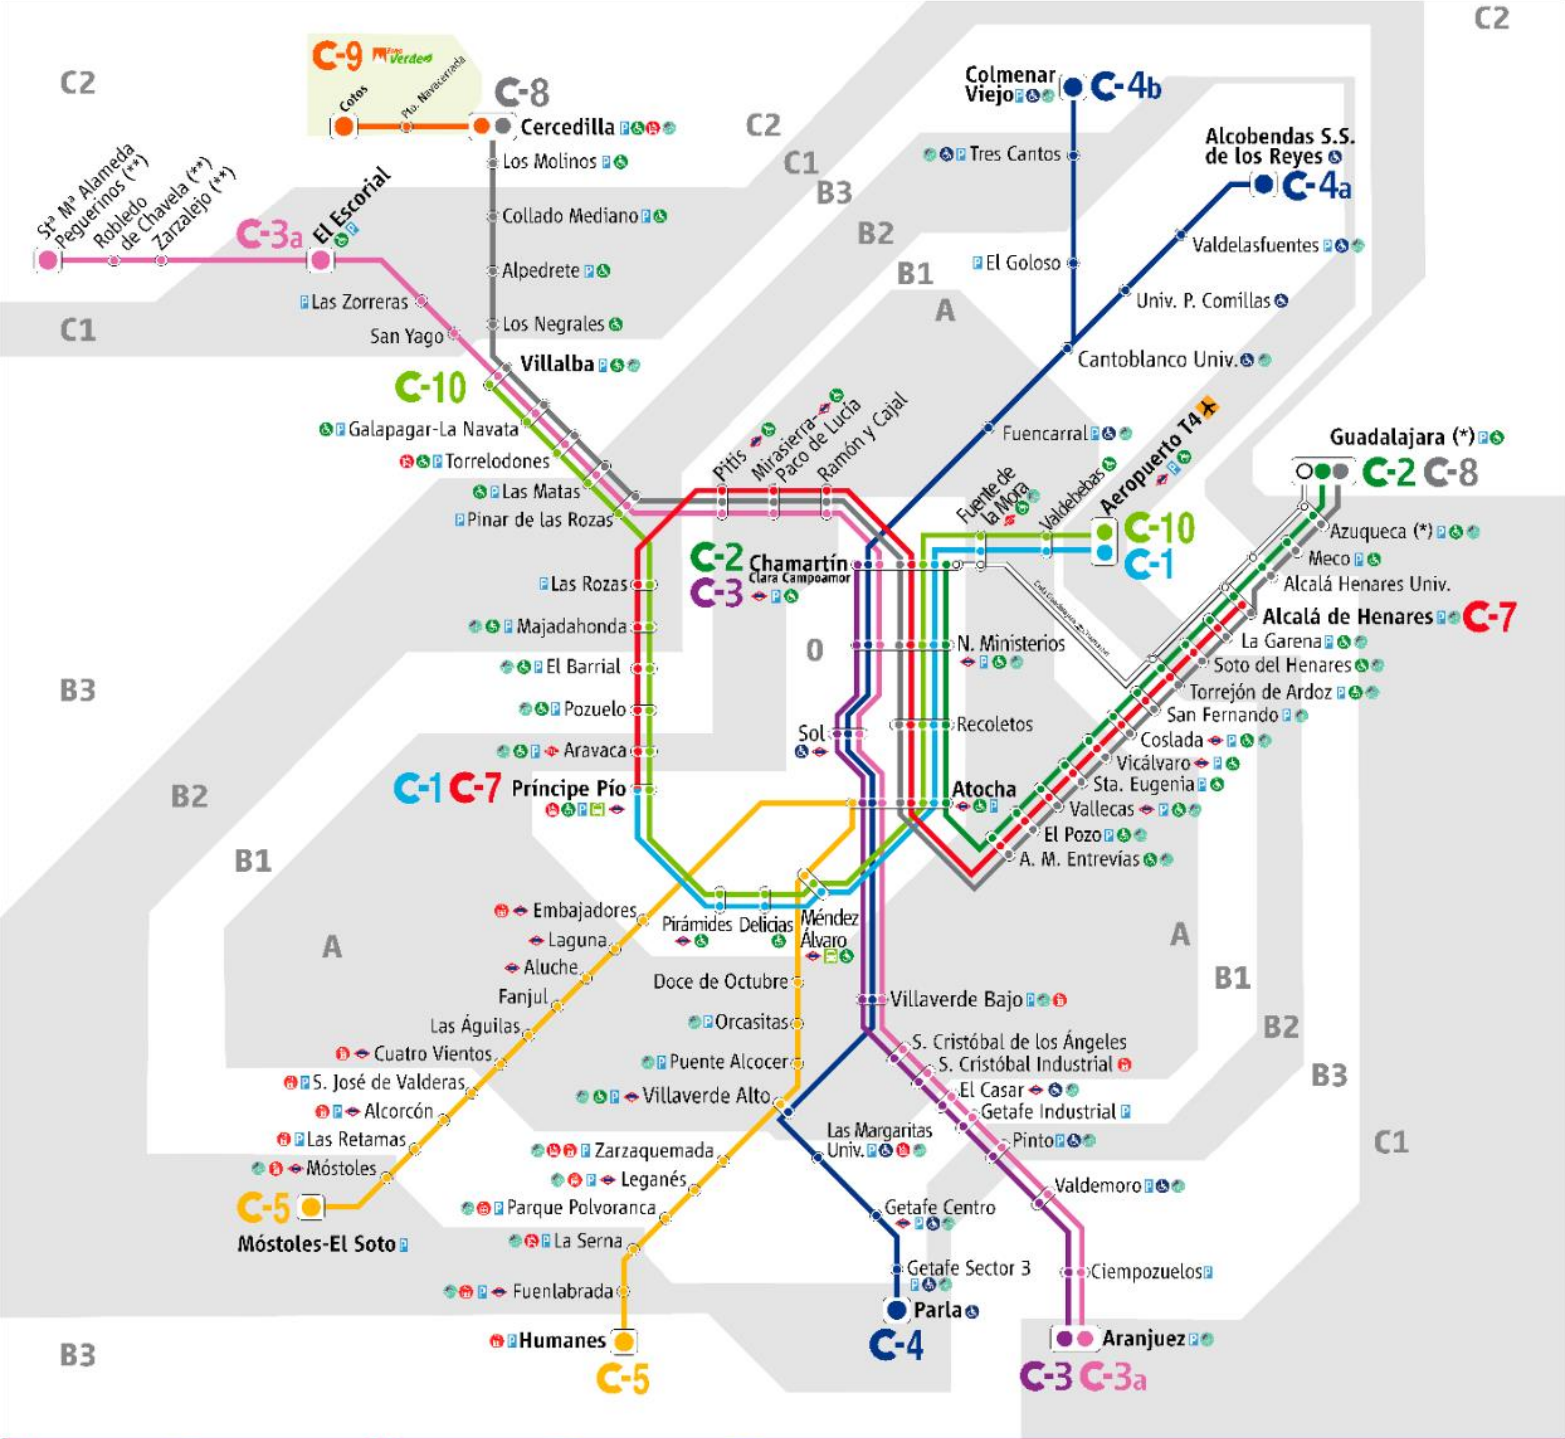 C2
C-9
Zona
Verde
Cotos
Pto. Navacerrada
C-8
Cercedilla
C2
C1
B3
B2
B1
A
Colmenar
Viejo
C-4b
C2
Alcobendas S.S.
de los Reyes
C-4a
Tres Cantos
El Goloso
Valdelasfuentes
Univ. P. Comillas
Cantoblanco Univ.
Fuencarral
Stª Mª Alameda
Peguerinos (**)
Robledo
de Chavela (**)
Zarzalejo (**)
C-3a
El Escorial
Los Molinos
Collado Mediano
Alpedrete
Los Negrales
Las Zorreras
San Yago
Villalba
C1
C-10
Galapagar-La Navata
Torrelodones
Las Matas
Pinar de las Rozas
Pitis
Mirasierra-
Paco de Lucía
Ramón y Cajal
Fuente de
la Mora
Valdebebas
Aeropuerto T4
C-10
C-1
Guadalajara (*)
C-2 C-8
Azuqueca (*)
Meco
Alcalá Henares Univ.
Alcalá de Henares
C-7
La Garena
Soto del Henares
Torrejón de Ardoz
San Fernando
Coslada
Vicálvaro
Sta. Eugenia
Vallecas
El Pozo
A. M. Entrevías
C-2
C-3
Chamartín
Clara Campoamor
0
N. Ministerios
Recoletos
Sol
Atocha
Las Rozas
Majadahonda
El Barrial
Pozuelo
Aravaca
C-1 C-7
Príncipe Pío
B3
B2
B1
A
Pirámides
Delicias
Méndez
Álvaro
Embajadores
Laguna
Aluche
Fanjul
Las Águilas
Cuatro Vientos
S. José de Valderas
Alcorcón
Las Retamas
Móstoles
C-5
Móstoles-El Soto
Doce de Octubre
Orcasitas
Puente Alcocer
Villaverde Alto
Zarzaquemada
Leganés
Parque Polvoranca
La Serna
Fuenlabrada
Humanes
C-5
Villaverde Bajo
S. Cristóbal de los Ángeles
S. Cristóbal Industrial
El Casar
Getafe Industrial
Pinto
Valdemoro
Ciempozuelos
Aranjuez
C-3 C-3a
Las Margaritas
Univ.
Getafe Centro
Getafe Sector 3
Parla
C-4
A
B1
B2
B3
C1
B3